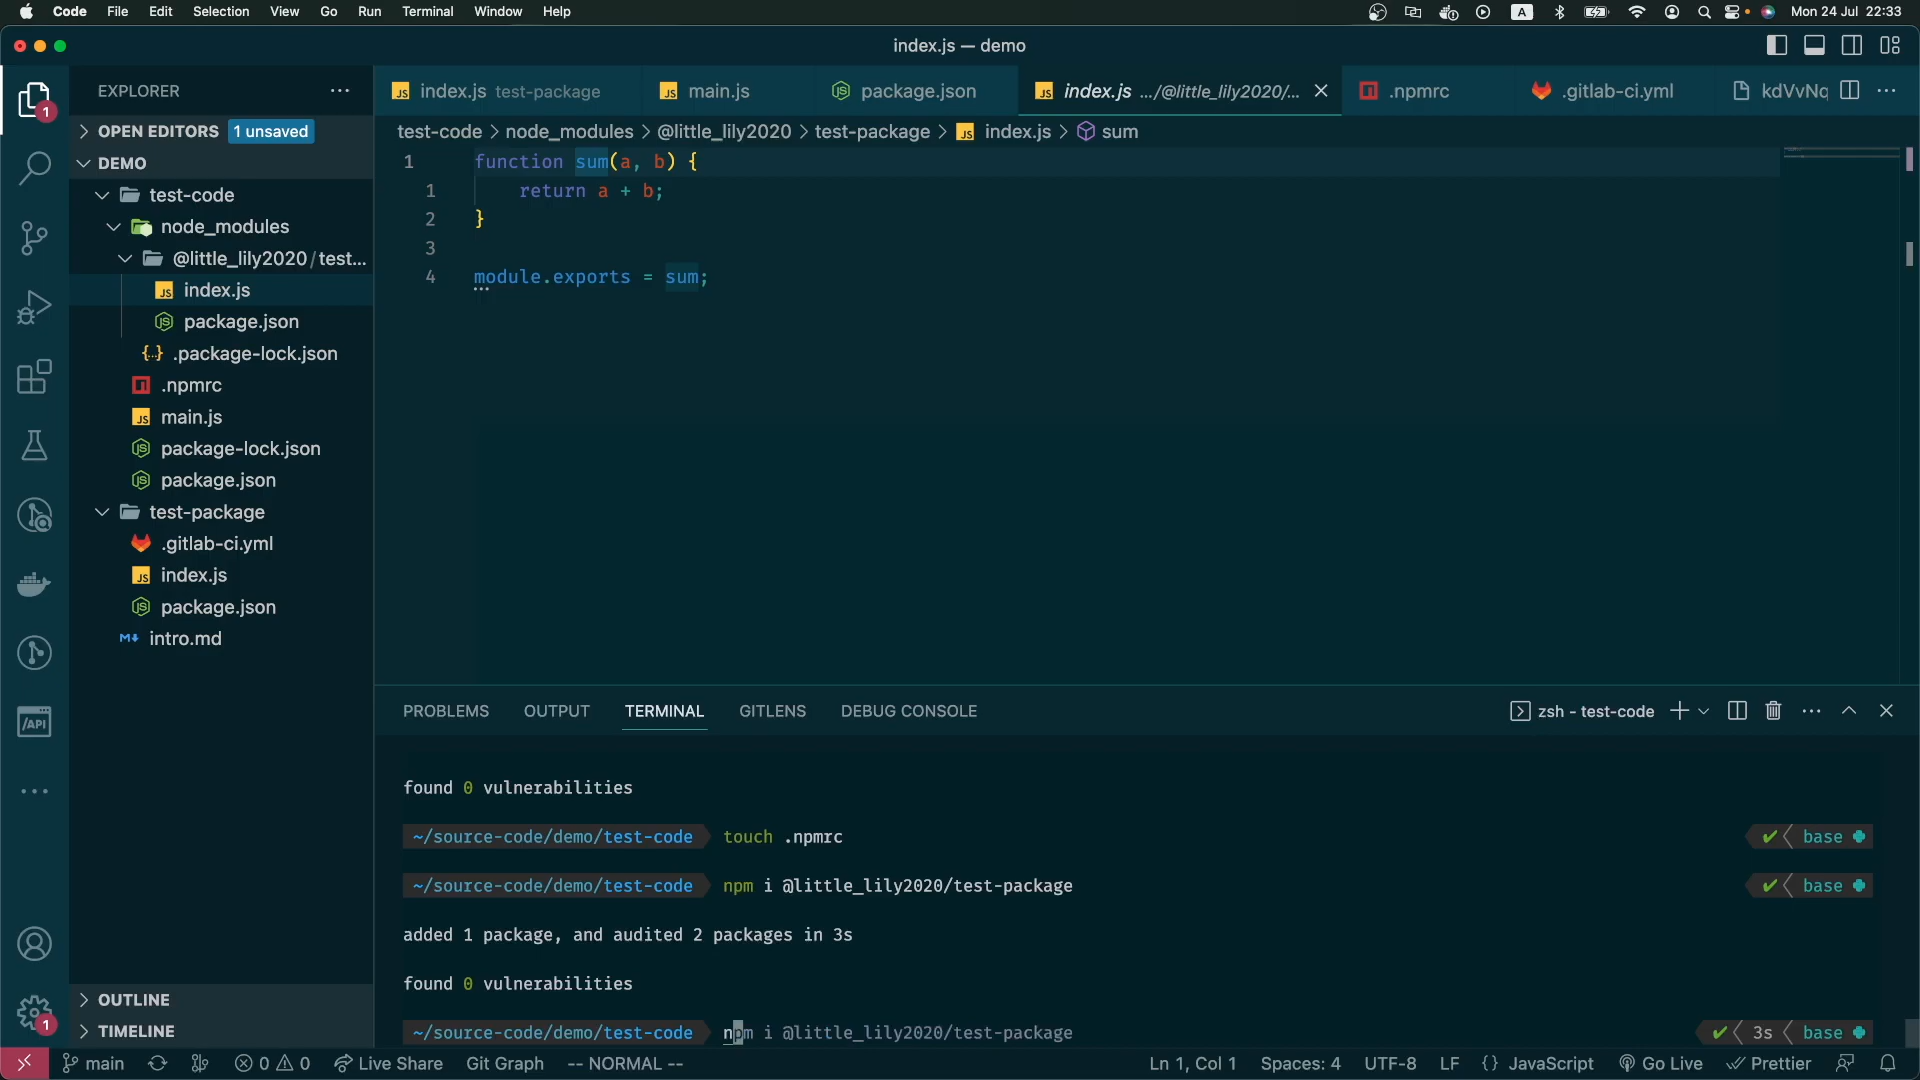 Code File Edit Selection View Go Run Terminal Window Help
A
Mon 24 Jul 22:33
index.js — demo
EXPLORER
1
OPEN EDITORS 1 unsaved
DEMO
test-code
node_modules
@little_lily2020/test...
index.js
package.json
.package-lock.json
.npmrc
main.js
package-lock.json
package.json
test-package
.gitlab-ci.yml
index.js
package.json
intro.md
OUTLINE
TIMELINE
/API
1
index.js test-package main.js package.json index.js .../@little_lily2020/... .npmrc .gitlab-ci.yml kdVvNq
test-code > node_modules > @little_lily2020 > test-package > index.js > sum
1 function sum(a, b) {
1 return a + b;
2 }
3
4 module.exports = sum;
PROBLEMS OUTPUT TERMINAL GITLENS DEBUG CONSOLE
zsh - test-code
found 0 vulnerabilities
~/source-code/demo/test-code touch .npmrc ✔ base
~/source-code/demo/test-code npm i @little_lily2020/test-package ✔ base
added 1 package, and audited 2 packages in 3s
found 0 vulnerabilities
~/source-code/demo/test-code npm i @little_lily2020/test-package ✔ 3s base
main 0 0 Live Share Git Graph -- NORMAL -- Ln 1, Col 1 Spaces: 4 UTF-8 LF {} JavaScript Go Live Prettier